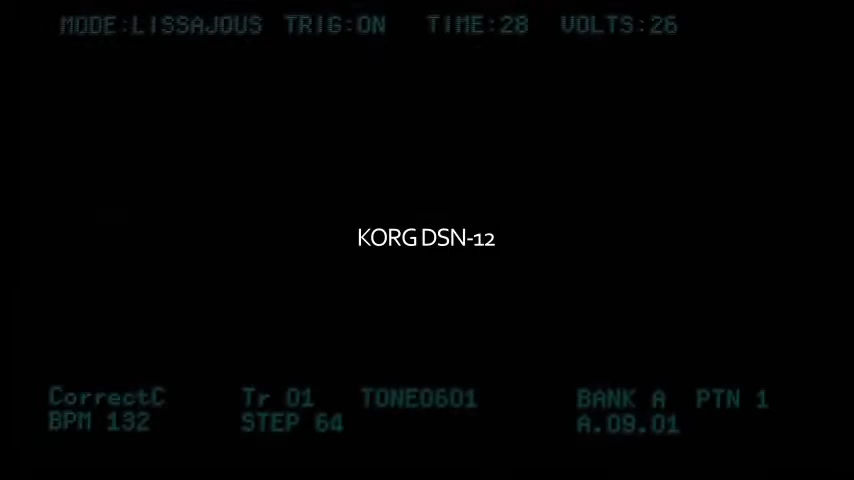 MODE:LISSAJOUS TRIG:ON TIME:28 VOLTS:26
KORG DSN-12
CorrectC Tr 01 TONE0601 BANK A PTN 1
BPM 132 STEP 64 A.09.01